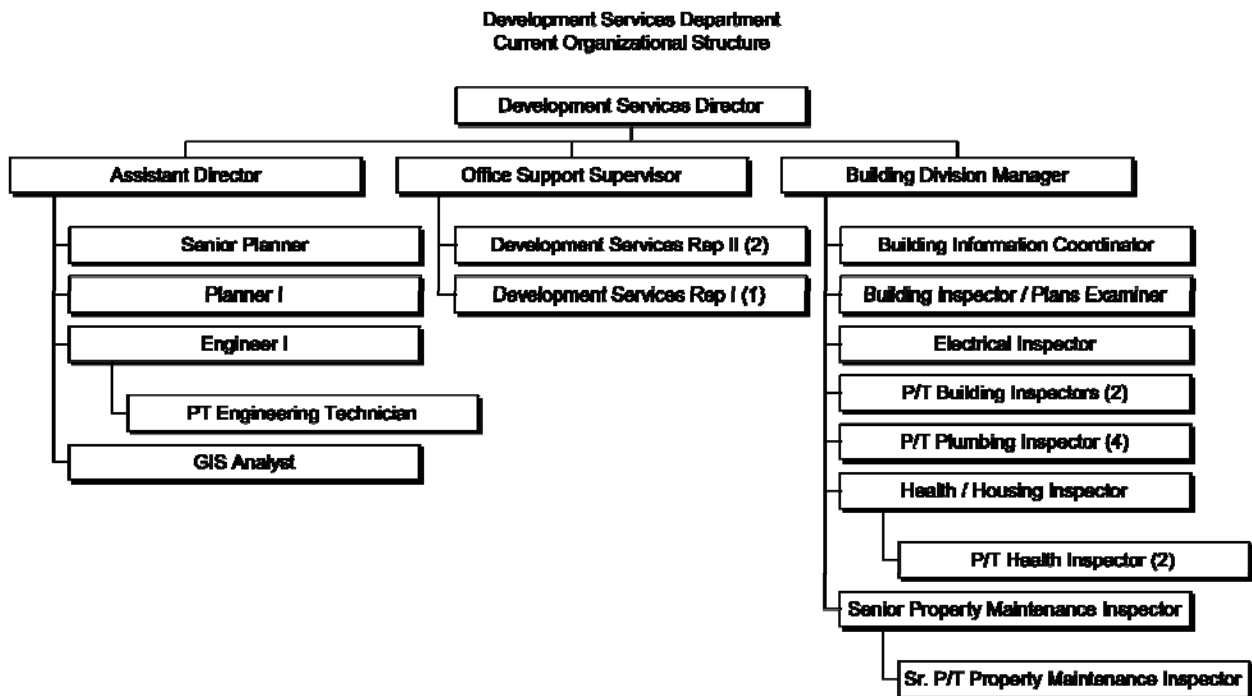 Development Services Department
Current Organizational Structure
Development Services Director
Assistant Director
Office Support Supervisor
Building Division Manager
Senior Planner
Planner I
Engineer I
PT Engineering Technician
GIS Analyst
Development Services Rep II (2)
Development Services Rep I (1)
Building Information Coordinator
Building Inspector / Plans Examiner
Electrical Inspector
P/T Building Inspectors (2)
P/T Plumbing Inspector (4)
Health / Housing Inspector
P/T Health Inspector (2)
Senior Property Maintenance Inspector
Sr. P/T Property Maintenance Inspector